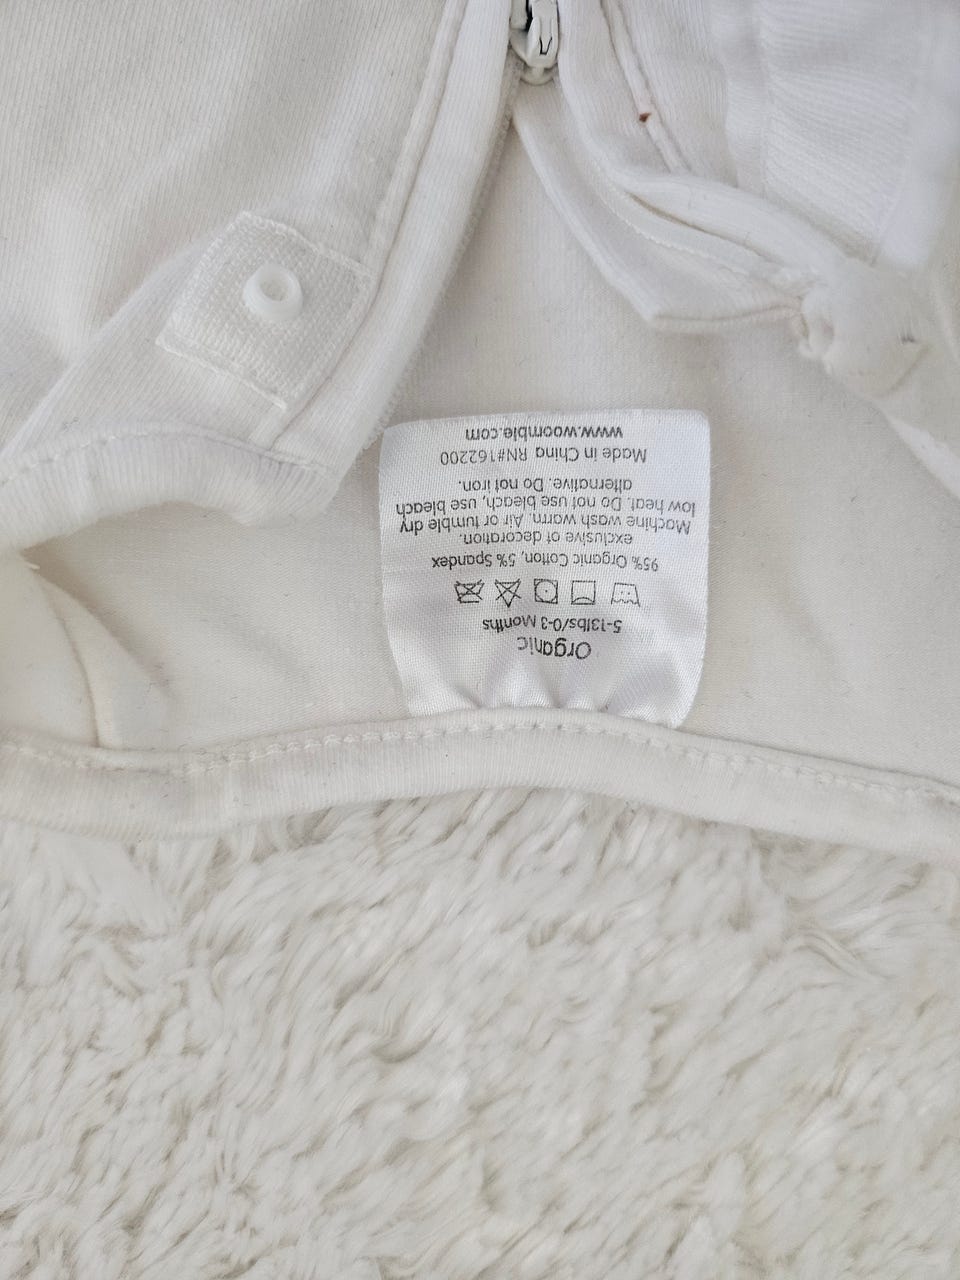 Organic
5-13lbs/0-3 Months
95% Organic Cotton, 5% Spandex
exclusive of decoration.
Machine wash warm. Air or tumble dry
low heat. Do not use bleach, use bleach
alternative. Do not iron.
Made in China RN#162200
www.woomble.com